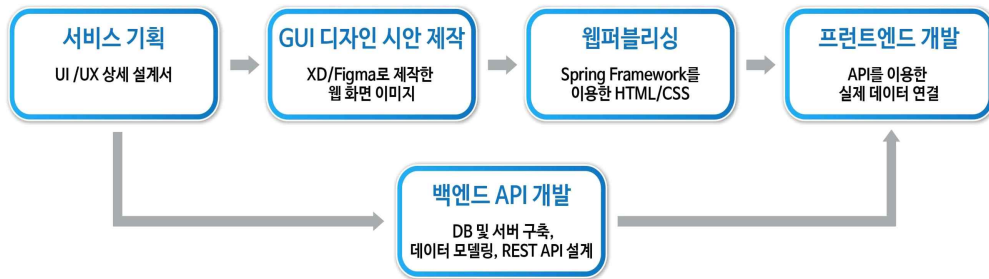 서비스 기획
UI /UX 상세 설계서
GUI 디자인 시안 제작
XD/Figma로 제작한
웹 화면 이미지
웹퍼블리싱
Spring Framework를
이용한 HTML/CSS
프런트엔드 개발
API를 이용한
실제 데이터 연결
백엔드 API 개발
DB 및 서버 구축,
데이터 모델링, REST API 설계